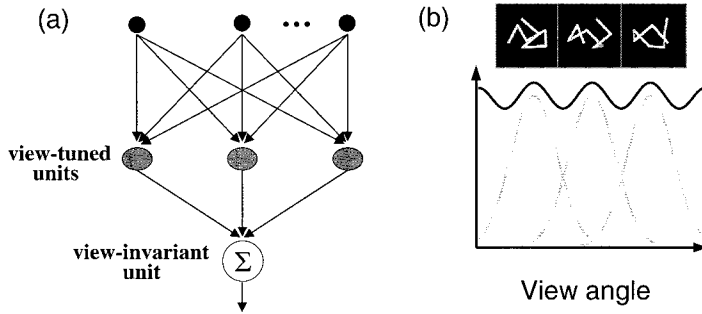 (a)
view-tuned
units
view-invariant
unit
Σ
(b)
View angle